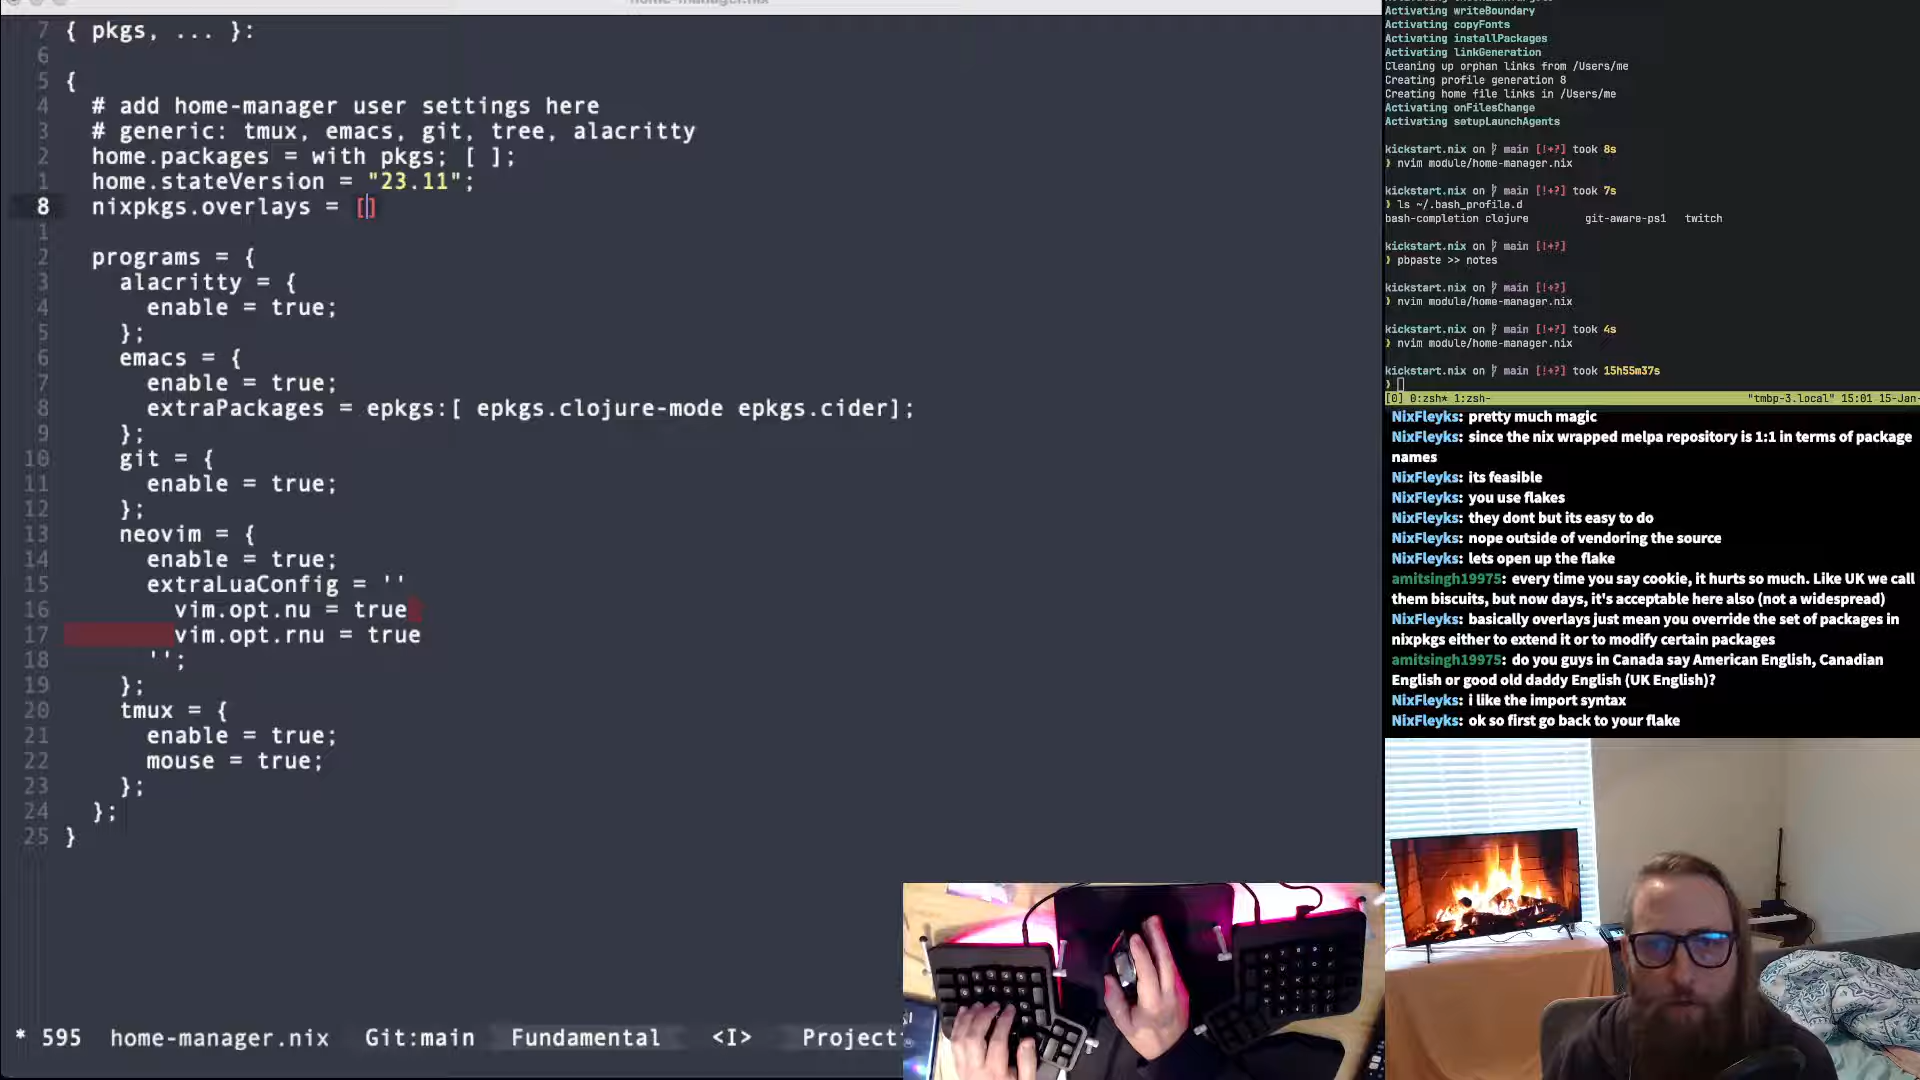 home-manager.nix
7 { pkgs, ... }:
6
5 {
4 # add home-manager user settings here
3 # generic: tmux, emacs, git, tree, alacritty
2 home.packages = with pkgs; [ ];
1 home.stateVersion = "23.11";
8 nixpkgs.overlays = []
1
2 programs = {
3 alacritty = {
4 enable = true;
5 };
6 emacs = {
7 enable = true;
8 extraPackages = epkgs:[ epkgs.clojure-mode epkgs.cider];
9 };
10 git = {
11 enable = true;
12 };
13 neovim = {
14 enable = true;
15 extraLuaConfig = ''
16 vim.opt.nu = true
17 vim.opt.rnu = true
18 '';
19 };
20 tmux = {
21 enable = true;
22 mouse = true;
23 };
24 };
25 }
* 595 home-manager.nix Git:main Fundamental <I> Project
Activating writeBoundary
Activating copyFonts
Activating installPackages
Activating linkGeneration
Cleaning up orphan links from /Users/me
Creating profile generation 8
Creating home file links in /Users/me
Activating onFilesChange
Activating setupLaunchAgents
kickstart.nix on main [!+?] took 8s
❯ nvim module/home-manager.nix
kickstart.nix on main [!+?] took 7s
❯ ls ~/.bash_profile.d
bash-completion clojure git-aware-ps1 twitch
kickstart.nix on main [!+?]
❯ pbpaste >> notes
kickstart.nix on main [!+?]
❯ nvim module/home-manager.nix
kickstart.nix on main [!+?] took 4s
❯ nvim module/home-manager.nix
kickstart.nix on main [!+?] took 15h55m37s
❯
[0] 0:zsh* 1:zsh- "tmbp-3.local" 15:01 15-Jan-
NixFleyks: pretty much magic
NixFleyks: since the nix wrapped melpa repository is 1:1 in terms of package
names
NixFleyks: its feasible
NixFleyks: you use flakes
NixFleyks: they dont but its easy to do
NixFleyks: nope outside of vendoring the source
NixFleyks: lets open up the flake
amitsingh19975: every time you say cookie, it hurts so much. Like UK we call
them biscuits, but now days, it's acceptable here also (not a widespread)
NixFleyks: basically overlays just mean you override the set of packages in
nixpkgs either to extend it or to modify certain packages
amitsingh19975: do you guys in Canada say American English, Canadian
English or good old daddy English (UK English)?
NixFleyks: i like the import syntax
NixFleyks: ok so first go back to your flake